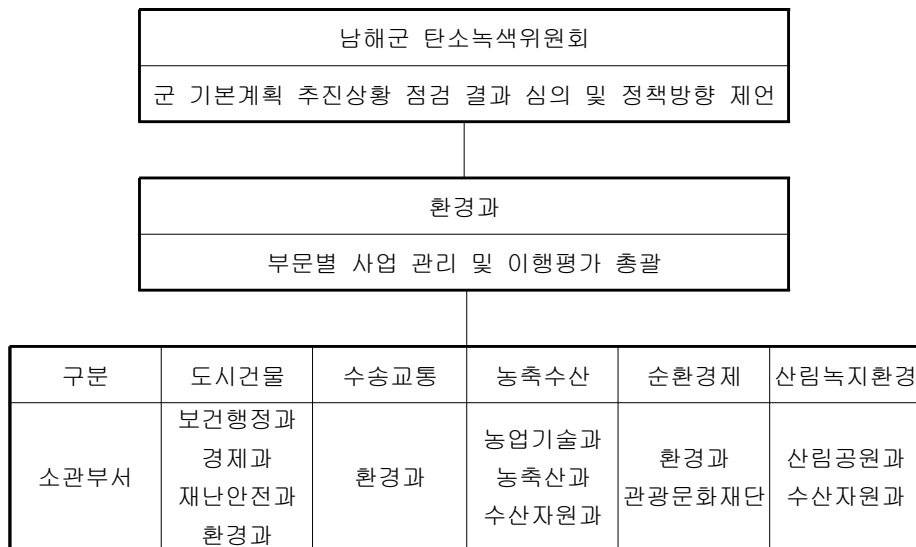 남해군 탄소녹색위원회
군 기본계획 추진상황 점검 결과 심의 및 정책방향 제언
환경과
부문별 사업 관리 및 이행평가 총괄
구분 도시건물 수송교통 농축수산 순환경제 산림녹지환경
소관부서
보건행정과
경제과
재난안전과
환경과
환경과
농업기술과
농축산과
수산자원과
환경과
관광문화재단
산림공원과
수산자원과